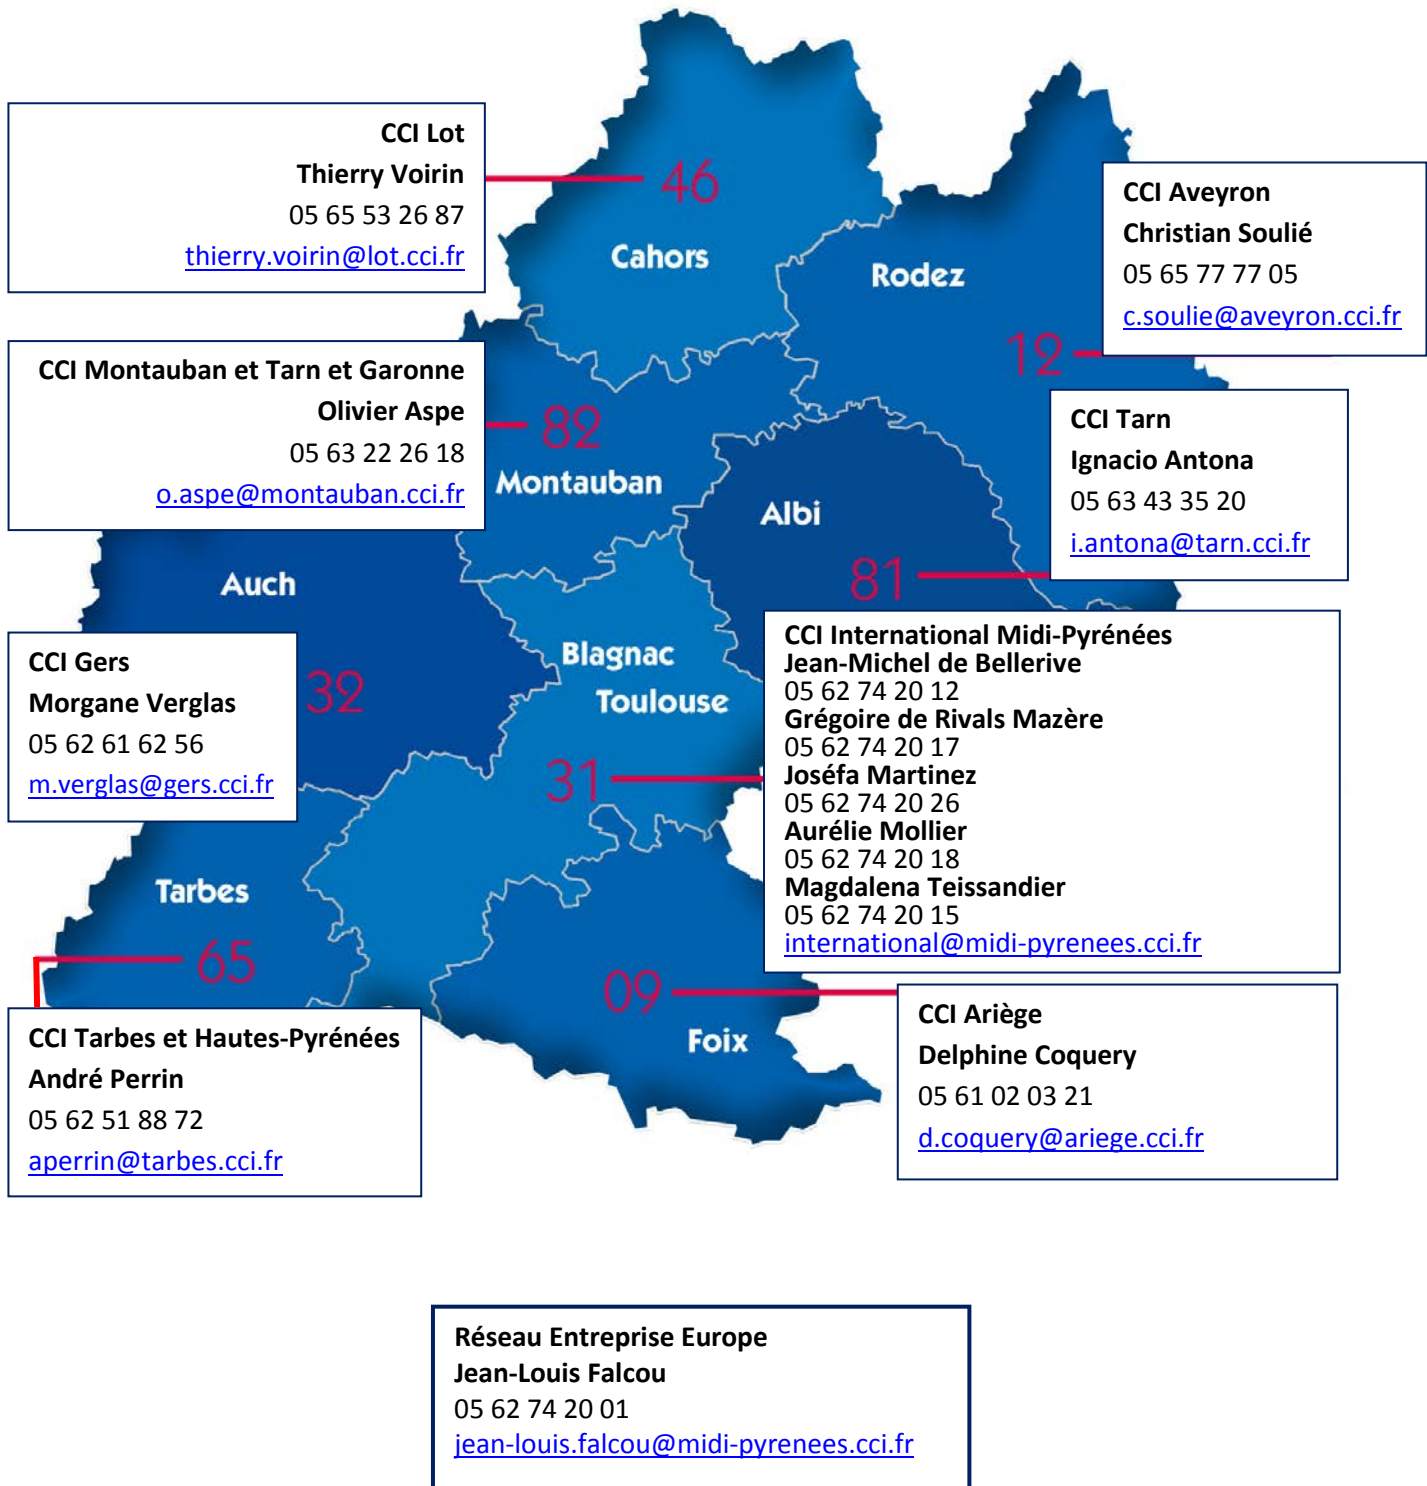 CCI Lot
Thierry Voirin
05 65 53 26 87
thierry.voirin@lot.cci.fr
46
Cahors
Rodez
12
CCI Aveyron
Christian Soulié
05 65 77 77 05
c.soulie@aveyron.cci.fr
CCI Montauban et Tarn et Garonne
Olivier Aspe
05 63 22 26 18
o.aspe@montauban.cci.fr
82
Montauban
Albi
81
CCI Tarn
Ignacio Antona
05 63 43 35 20
i.antona@tarn.cci.fr
Auch
32
CCI Gers
Morgane Verglas
05 62 61 62 56
m.verglas@gers.cci.fr
Blagnac
Toulouse
31
CCI International Midi-Pyrénées
Jean-Michel de Bellerive
05 62 74 20 12
Grégoire de Rivals Mazère
05 62 74 20 17
Joséfa Martinez
05 62 74 20 26
Aurélie Mollier
05 62 74 20 18
Magdalena Teissandier
05 62 74 20 15
international@midi-pyrenees.cci.fr
Tarbes
65
09
Foix
CCI Tarbes et Hautes-Pyrénées
André Perrin
05 62 51 88 72
aperrin@tarbes.cci.fr
CCI Ariège
Delphine Coquery
05 61 02 03 21
d.coquery@ariege.cci.fr
Réseau Entreprise Europe
Jean-Louis Falcou
05 62 74 20 01
jean-louis.falcou@midi-pyrenees.cci.fr